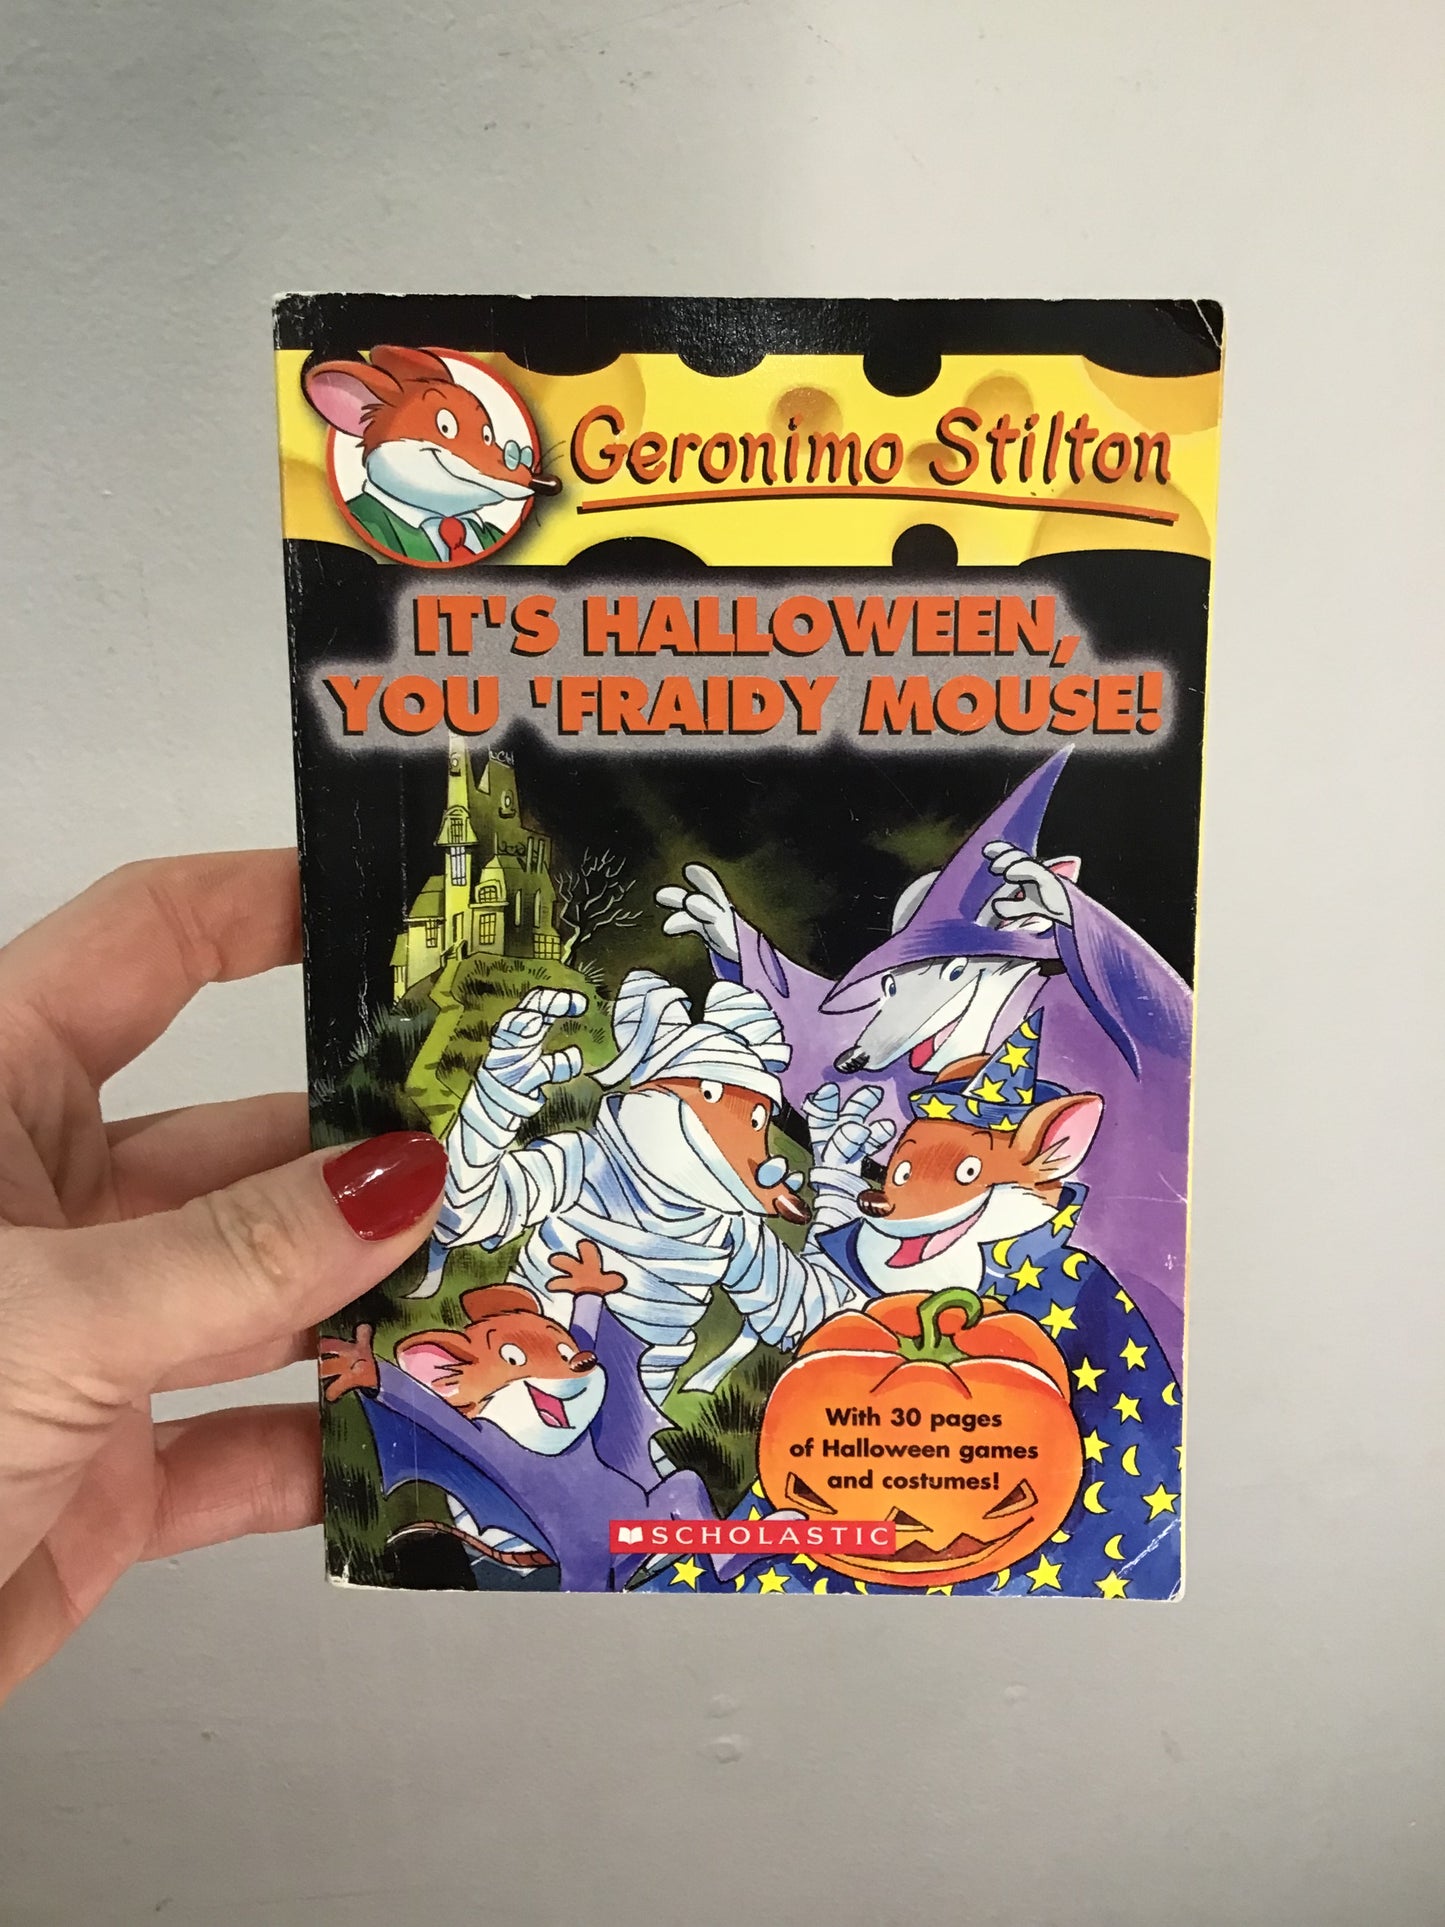 Geronimo Stilton
IT'S HALLOWEEN,
YOU 'FRAIDY MOUSE!
With 30 pages
of Halloween games
and costumes!
SCHOLASTIC